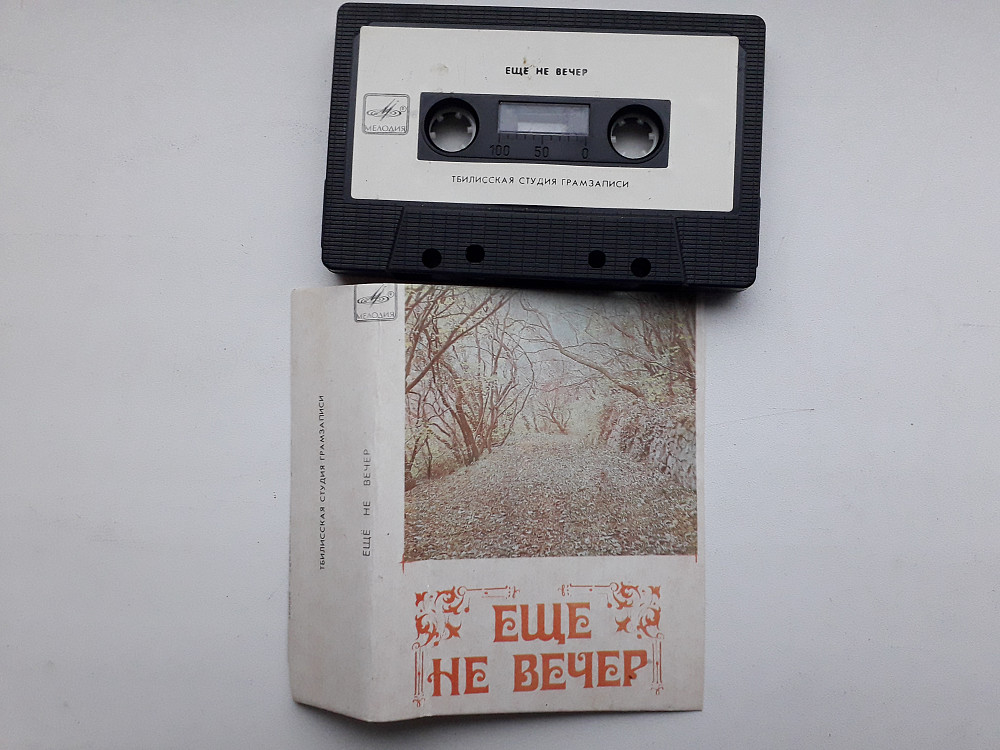 ЕЩЕ НЕ ВЕЧЕР
МЕЛОДИЯ
100 50 0
ТБИЛИССКАЯ СТУДИЯ ГРАМЗАПИСИ
МЕЛОДИЯ
ТБИЛИССКАЯ СТУДИЯ ГРАМЗАПИСИ
ЕЩЁ НЕ ВЕЧЕР
ЕЩЕ
НЕ ВЕЧЕР